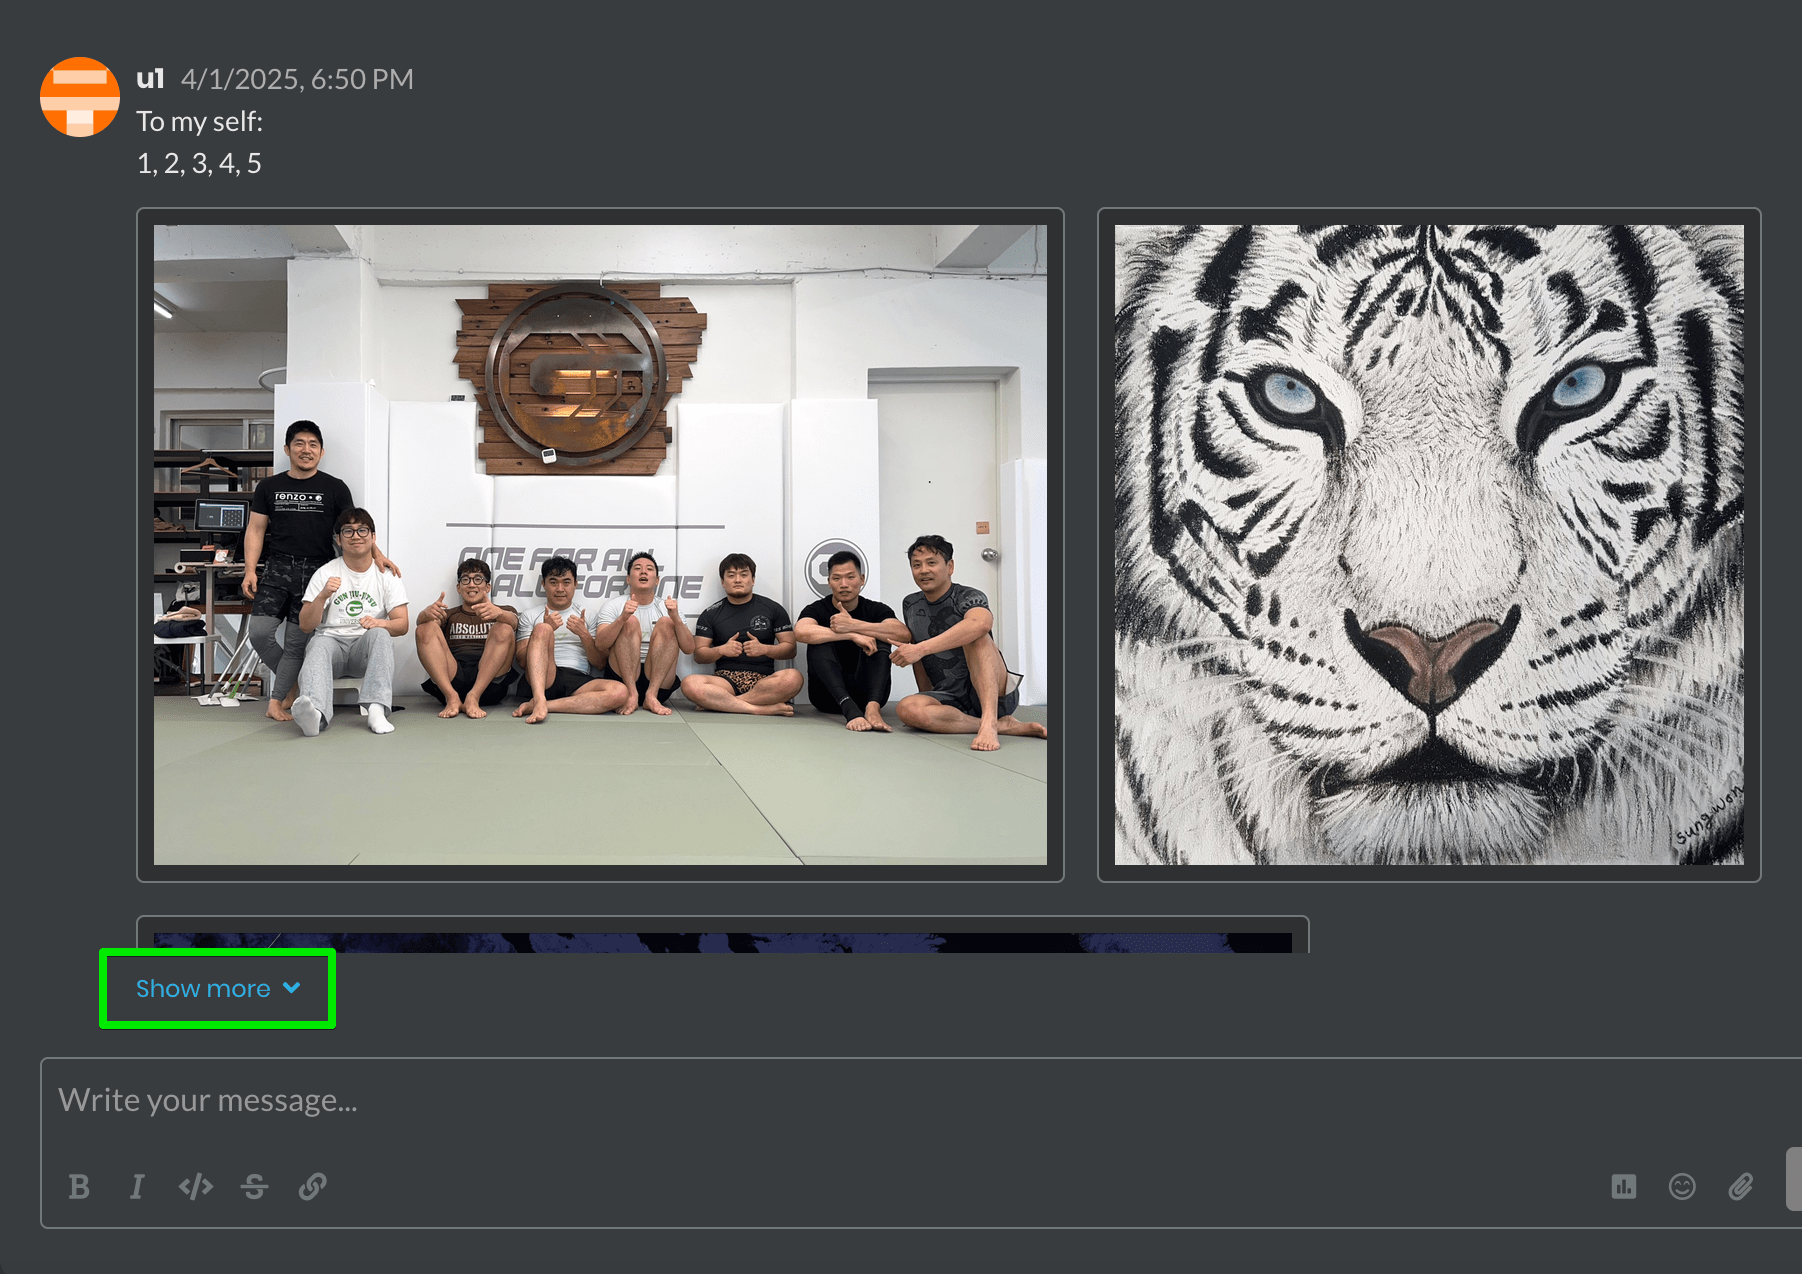 u1 4/1/2025, 6:50 PM
To my self:
1, 2, 3, 4, 5
renzo
GUN JIU-JITSU
ABSOLUT
ONE FOR ALL
ALL FOR ONE
sungwon
Show more
Write your message...
B I </> S